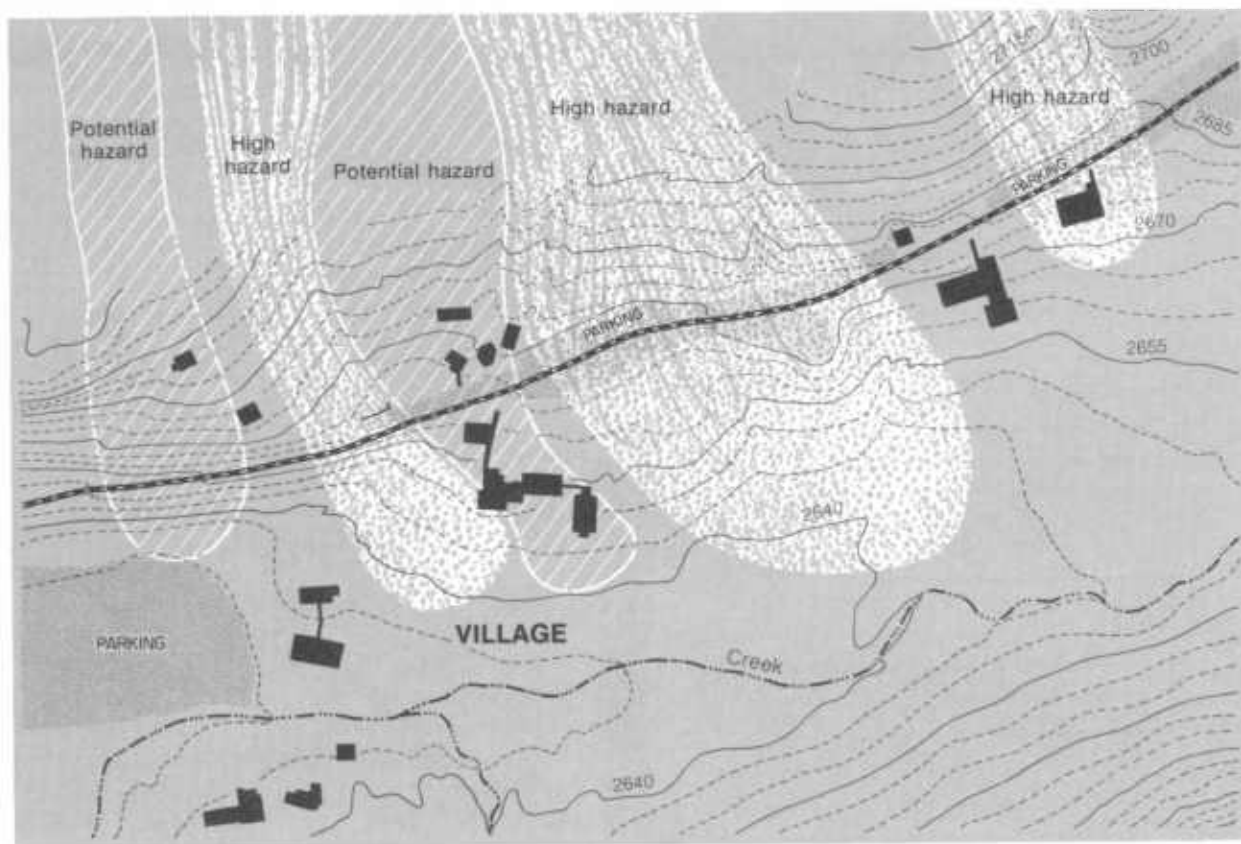 2715m
2700
High hazard
High hazard
2685
Potential
hazard
High
hazard
Potential hazard
PARKING
2670
PARKING
2655
2640
VILLAGE
PARKING
Creek
2640